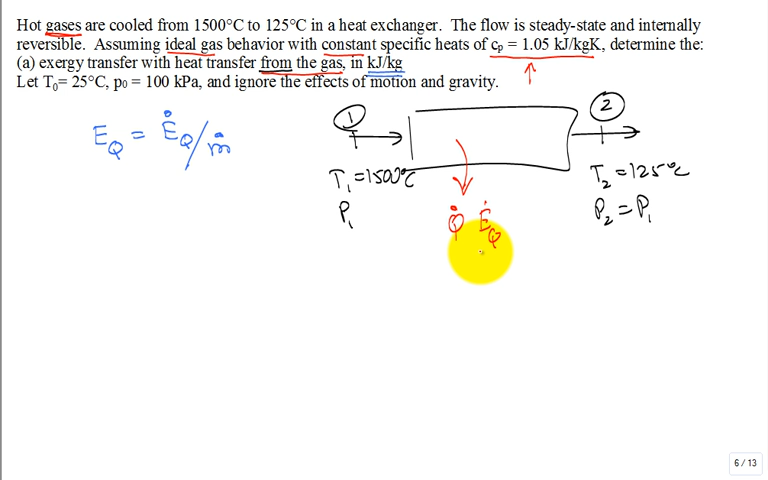 Hot gases are cooled from 1500°C to 125°C in a heat exchanger. The flow is steady-state and internally
reversible. Assuming ideal gas behavior with constant specific heats of cp = 1.05 kJ/kgK, determine the:
(a) exergy transfer with heat transfer from the gas, in kJ/kg
Let T₀= 25°C, p₀ = 100 kPa, and ignore the effects of motion and gravity.
E_Q = Ė_Q/ṁ
1
2
T₁=1500°C
T₂=125°C
P₁
P₂=P₁
Q̇ Ė_Q
6 / 13